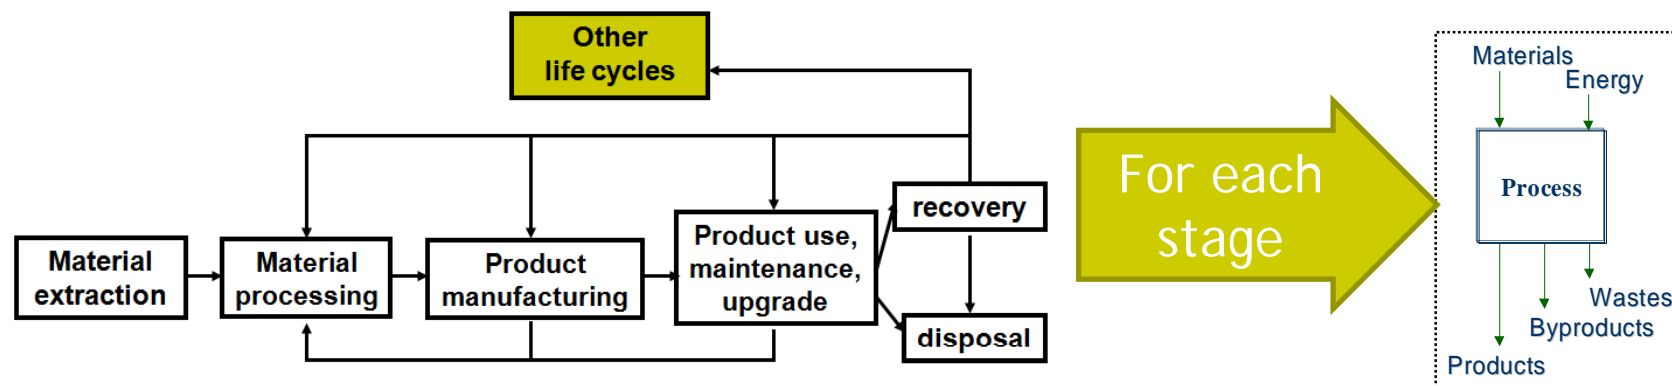 Other
life cycles
Material
extraction
Material
processing
Product
manufacturing
Product use,
maintenance,
upgrade
recovery
disposal
For each
stage
Materials
Energy
Process
Wastes
Byproducts
Products